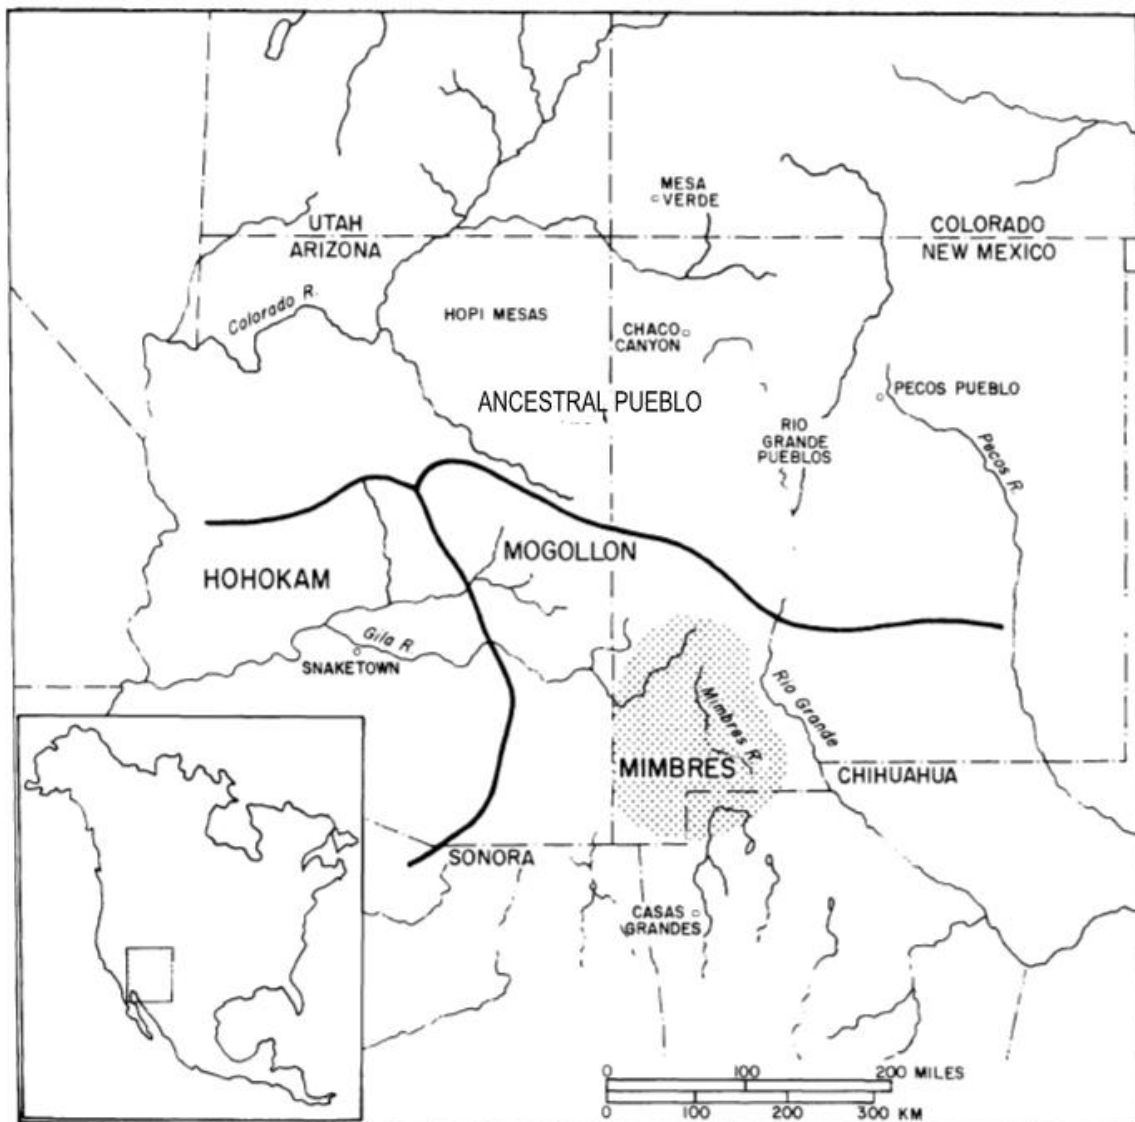 MESA
VERDE
UTAH
ARIZONA
COLORADO
NEW MEXICO
Colorado R.
HOPI MESAS
CHACO
CANYON
ANCESTRAL PUEBLO
PECOS PUEBLO
RIO
GRANDE
PUEBLOS
Pecos R.
MOGOLLON
HOHOKAM
Gila R.
SNAKETOWN
Mimbres R.
Rio Grande
MIMBRES
CHIHUAHUA
SONORA
CASAS
GRANDES
0 100 200 MILES
0 100 200 300 KM